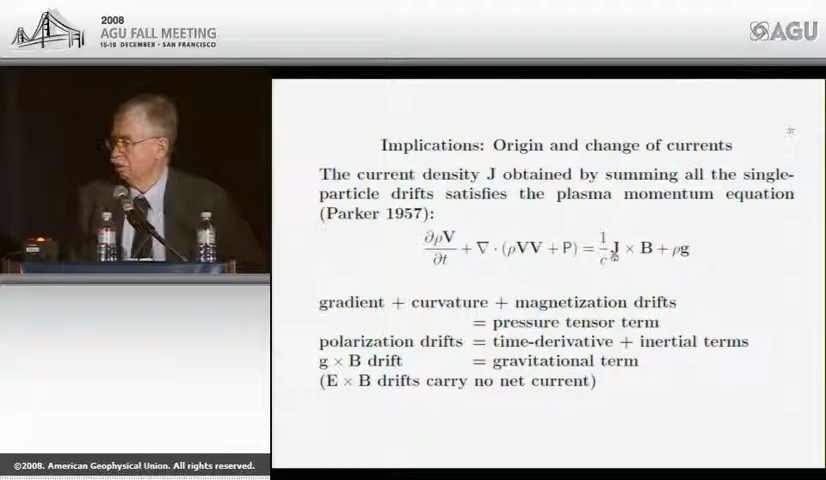 2008
AGU FALL MEETING
15-19 DECEMBER • SAN FRANCISCO
AGU
Implications: Origin and change of currents
The current density J obtained by summing all the single-
particle drifts satisfies the plasma momentum equation
(Parker 1957):
∂ρV/∂t + ∇ · (ρVV + P) = 1/c J × B + ρg
gradient + curvature + magnetization drifts
= pressure tensor term
polarization drifts = time-derivative + inertial terms
g × B drift = gravitational term
(E × B drifts carry no net current)
©2008. American Geophysical Union. All rights reserved.